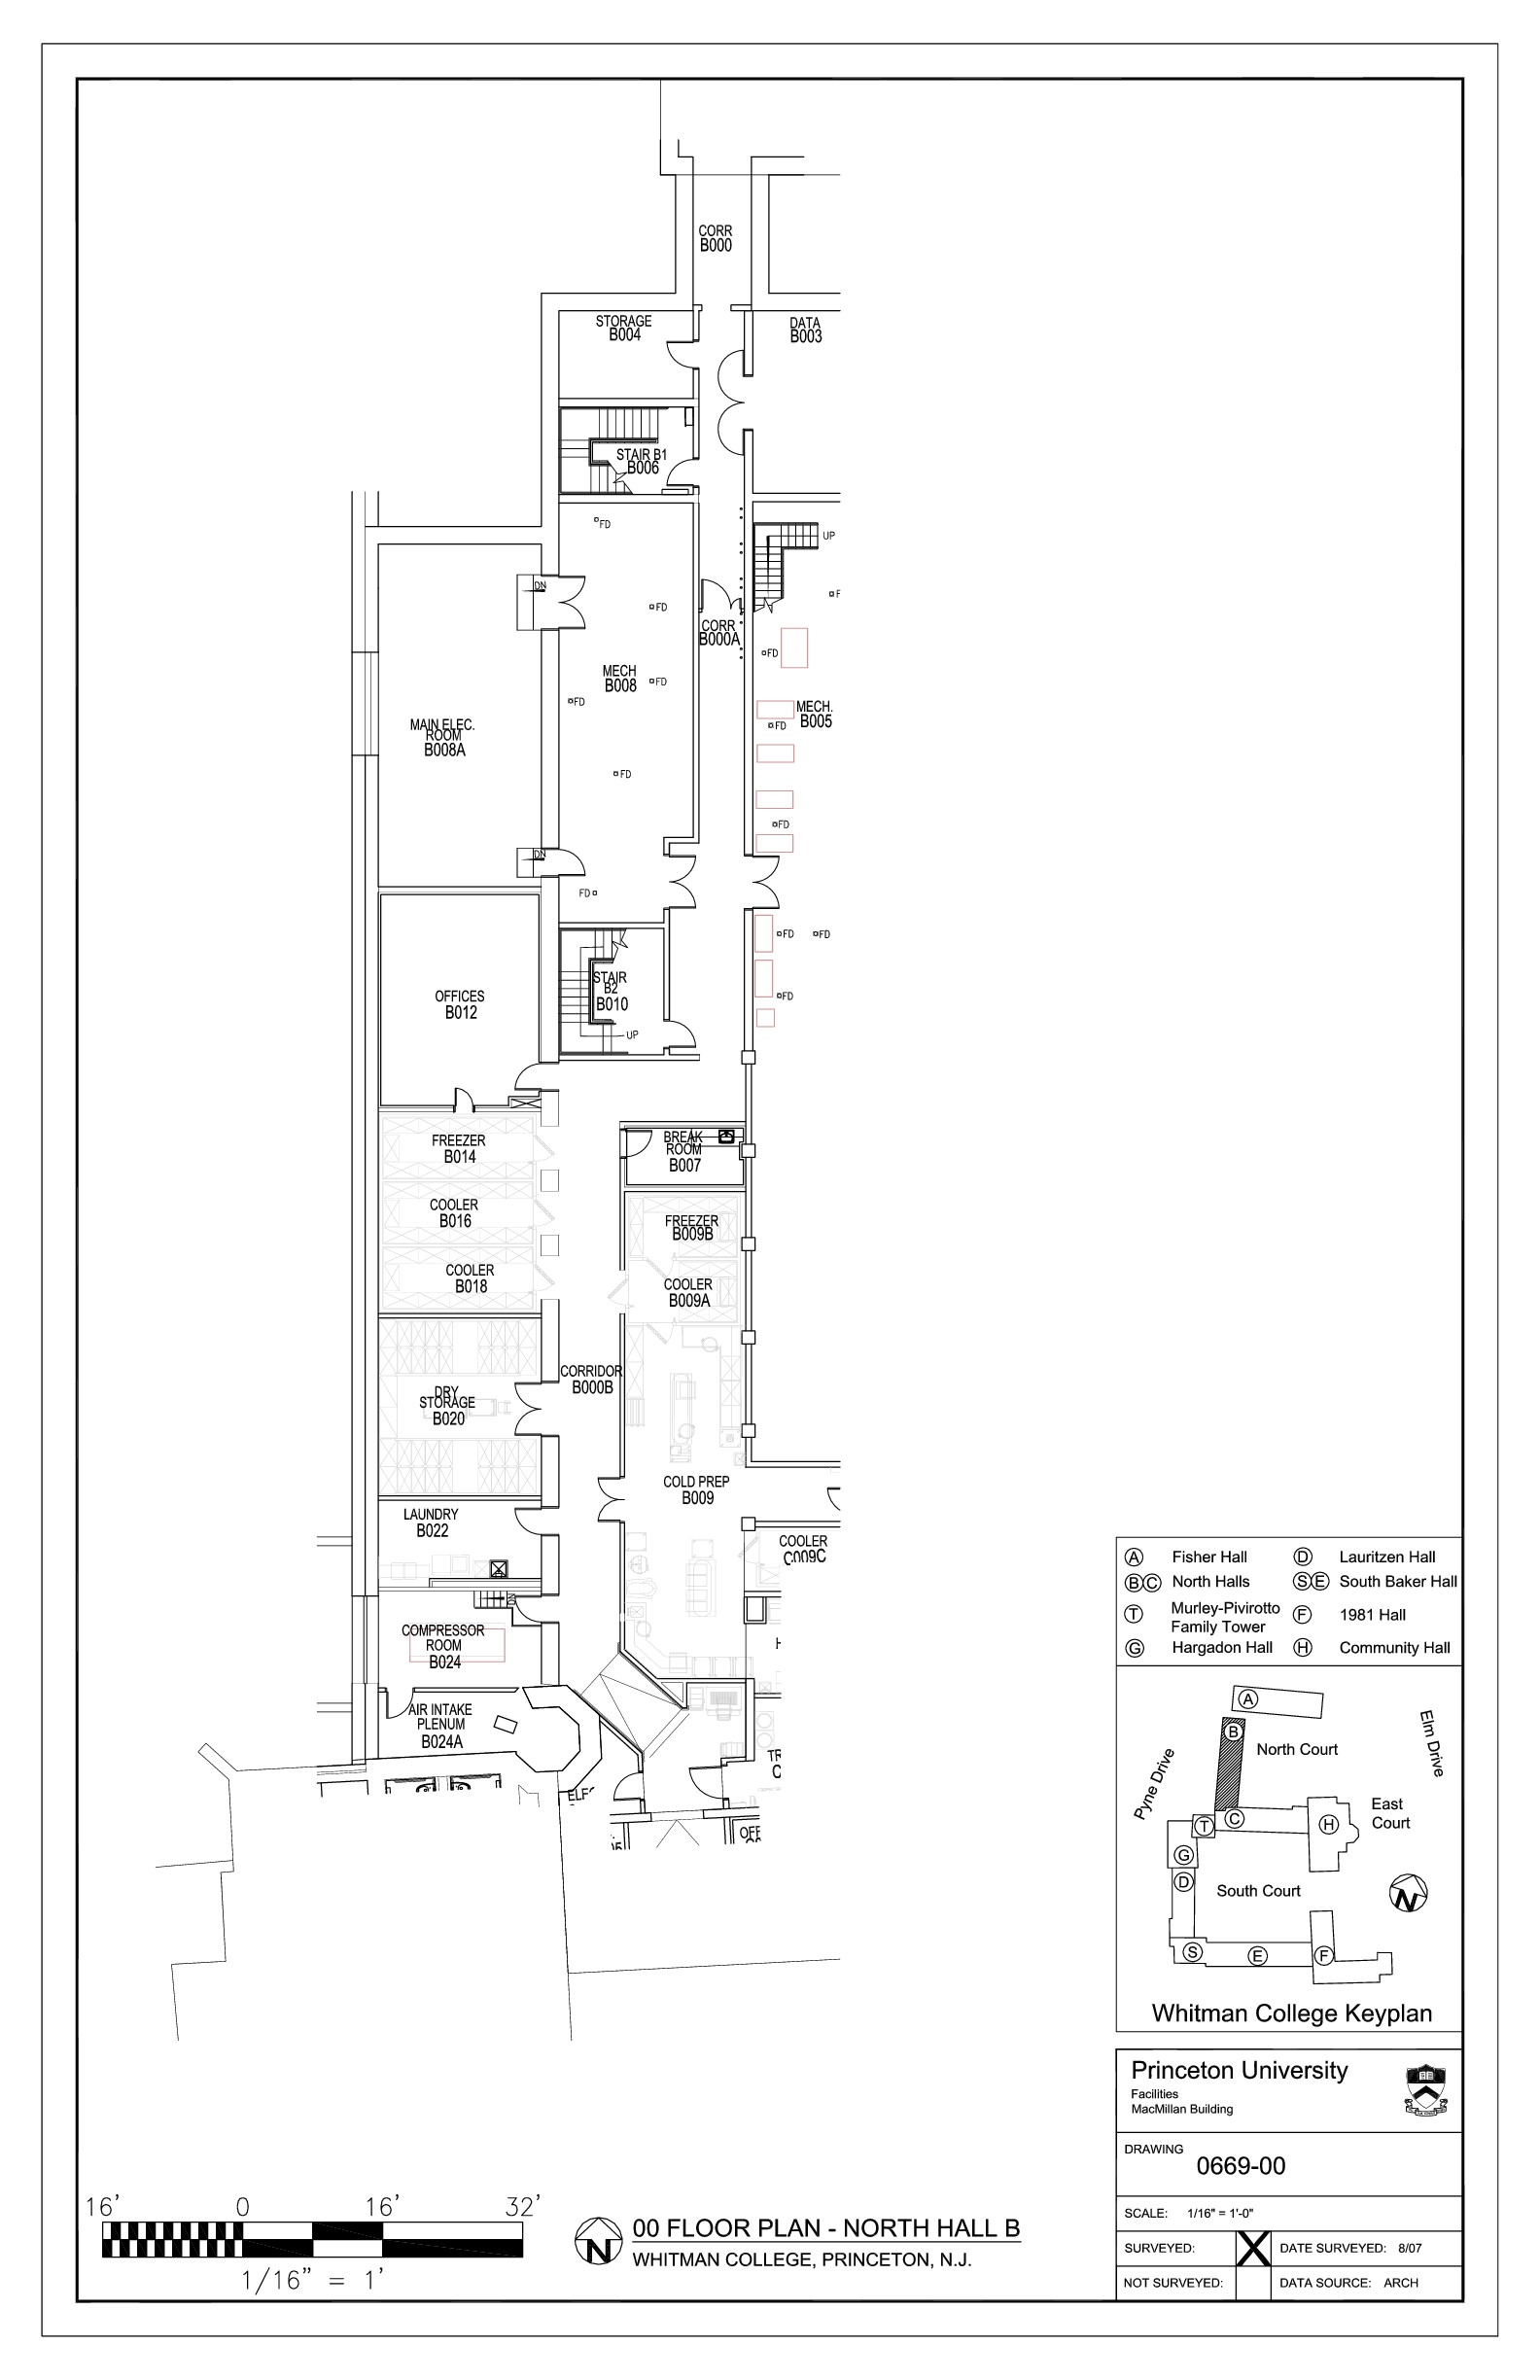 CORR
B000
STORAGE
B004
DATA
B003
STAIR B1
B006
FD
UP
DN
FD
F
CORR
B000A
FD
MECH
B008
FD
FD
MECH.
B005
FD
MAIN ELEC.
ROOM
B008A
FD
FD
DN
FD
FD
FD
STAIR
B2
B010
OFFICES
B012
FD
UP
FREEZER
B014
BREAK
ROOM
B007
COOLER
B016
FREEZER
B009B
COOLER
B018
COOLER
B009A
CORRIDOR
B000B
DRY
STORAGE
B020
COLD PREP
B009
LAUNDRY
B022
COOLER
C009C
DN
COMPRESSOR
ROOM
B024
H
AIR INTAKE
PLENUM
B024A
TR
C
OFF
A Fisher Hall
D Lauritzen Hall
B C North Halls
S E South Baker Hall
T Murley-Pivirotto
Family Tower
F 1981 Hall
G Hargadon Hall
H Community Hall
A
B
North Court
Elm Drive
Pyne Drive
East
Court
T
C
H
G
D
South Court
N
S
E
F
Whitman College Keyplan
Princeton University
Facilities
MacMillan Building
DRAWING
0669-00
SCALE: 1/16" = 1'-0"
SURVEYED: X DATE SURVEYED: 8/07
NOT SURVEYED: DATA SOURCE: ARCH
16' 0 16' 32'
1/16" = 1'
N
00 FLOOR PLAN - NORTH HALL B
WHITMAN COLLEGE, PRINCETON, N.J.